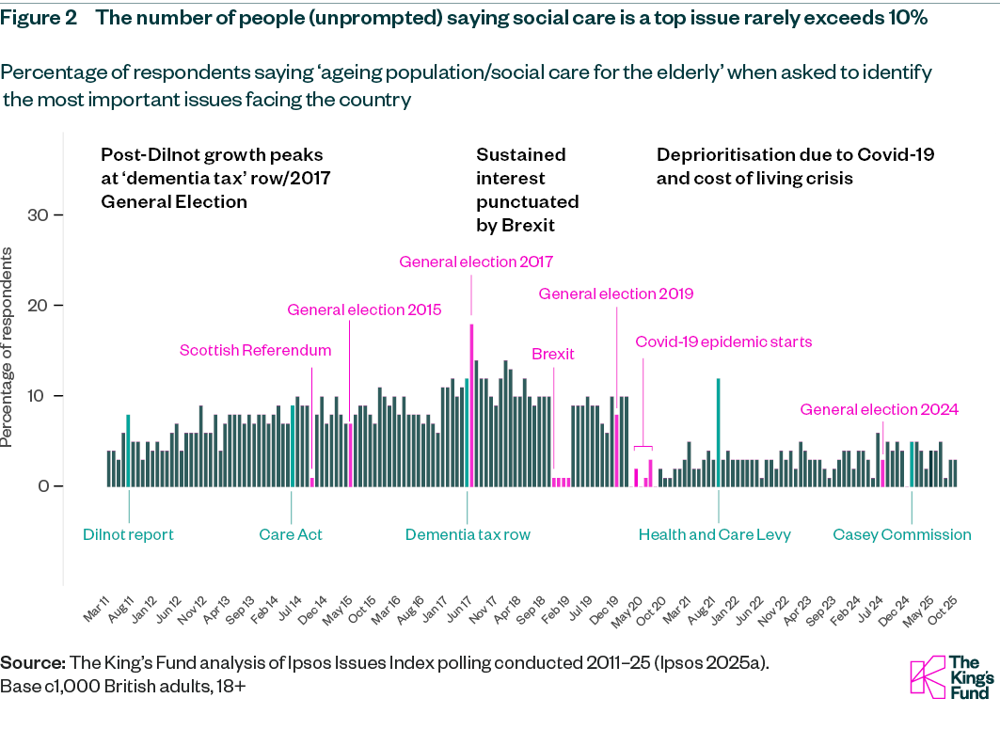 Figure 2 The number of people (unprompted) saying social care is a top issue rarely exceeds 10%
Percentage of respondents saying ‘ageing population/social care for the elderly’ when asked to identify
the most important issues facing the country
Post-Dilnot growth peaks
at ‘dementia tax’ row/2017
General Election
Sustained
interest
punctuated
by Brexit
Deprioritisation due to Covid-19
and cost of living crisis
Percentage of respondents
30
20
10
0
General election 2017
General election 2019
General election 2015
Covid-19 epidemic starts
Scottish Referendum
Brexit
General election 2024
Dilnot report
Care Act
Dementia tax row
Health and Care Levy
Casey Commission
Mar 11
Aug 11
Jan 12
Jun 12
Nov 12
Apr 13
Sep 13
Feb 14
Jul 14
Dec 14
May 15
Oct 15
Mar 16
Aug 16
Jan 17
Jun 17
Nov 17
Apr 18
Sep 18
Feb 19
Jul 19
Dec 19
May 20
Oct 20
Mar 21
Aug 21
Jan 22
Jun 22
Nov 22
Apr 23
Sep 23
Feb 24
Jul 24
Dec 24
May 25
Oct 25
Source: The King’s Fund analysis of Ipsos Issues Index polling conducted 2011–25 (Ipsos 2025a).
Base c1,000 British adults, 18+
The
King’s
Fund